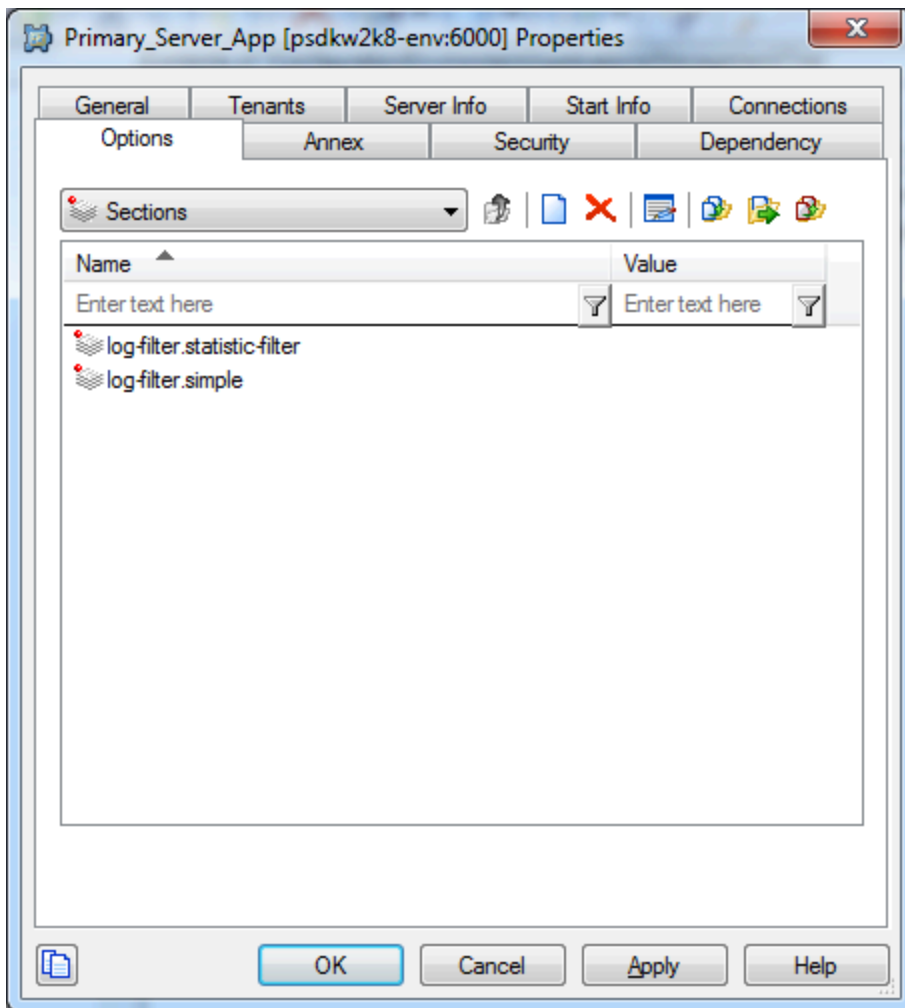 Primary_Server_App [psdkw2k8-env:6000] Properties
General Tenants Server Info Start Info Connections
Options Annex Security Dependency
Sections
Name Value
Enter text here Enter text here
log-filter.statistic-filter
log-filter.simple
OK Cancel Apply Help